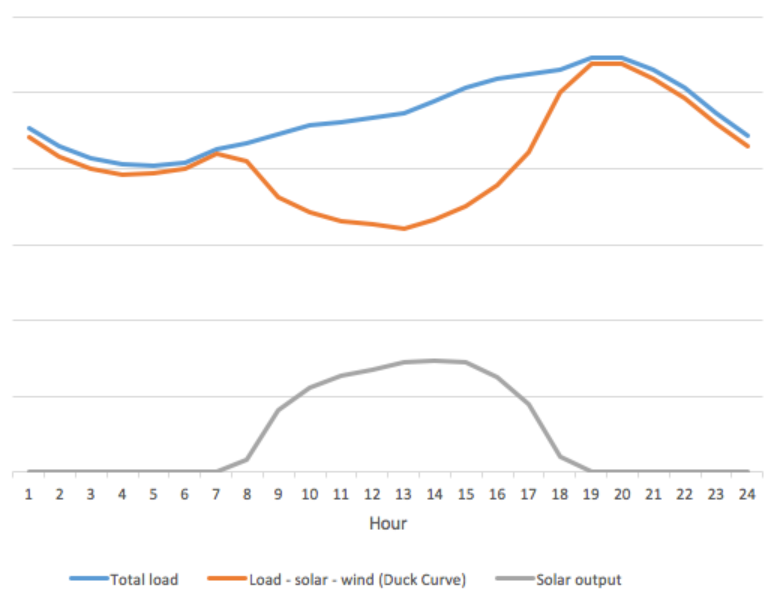 1 2 3 4 5 6 7 8 9 10 11 12 13 14 15 16 17 18 19 20 21 22 23 24
Hour
Total load Load - solar - wind (Duck Curve) Solar output